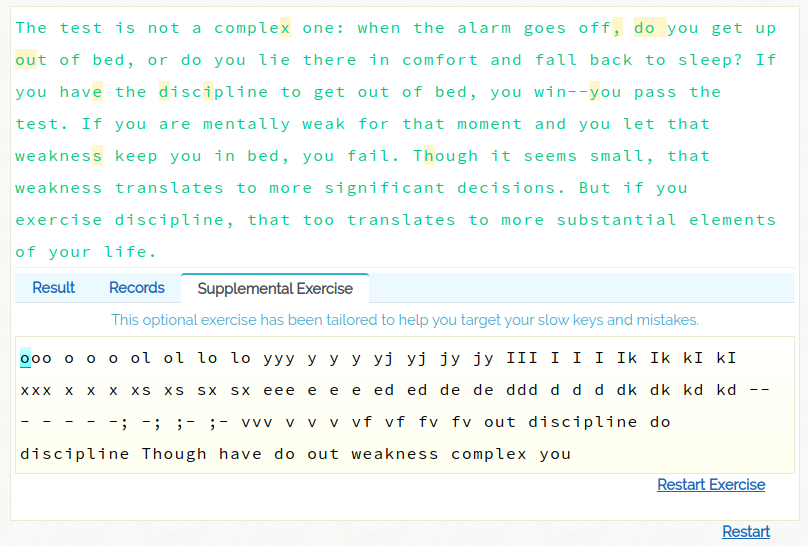 The test is not a complex one: when the alarm goes off, do you get up
out of bed, or do you lie there in comfort and fall back to sleep? If
you have the discipline to get out of bed, you win--you pass the
test. If you are mentally weak for that moment and you let that
weakness keep you in bed, you fail. Though it seems small, that
weakness translates to more significant decisions. But if you
exercise discipline, that too translates to more substantial elements
of your life.
Result Records Supplemental Exercise
This optional exercise has been tailored to help you target your slow keys and mistakes.
ooo o o o ol ol lo lo yyy y y y yj yj jy jy III I I I Ik Ik kI kI
xxx x x x xs xs sx sx eee e e e ed ed de de ddd d d d dk dk kd kd --
- - - - -; -; ;- ;- vvv v v v vf vf fv fv out discipline do
discipline Though have do out weakness complex you
Restart Exercise
Restart